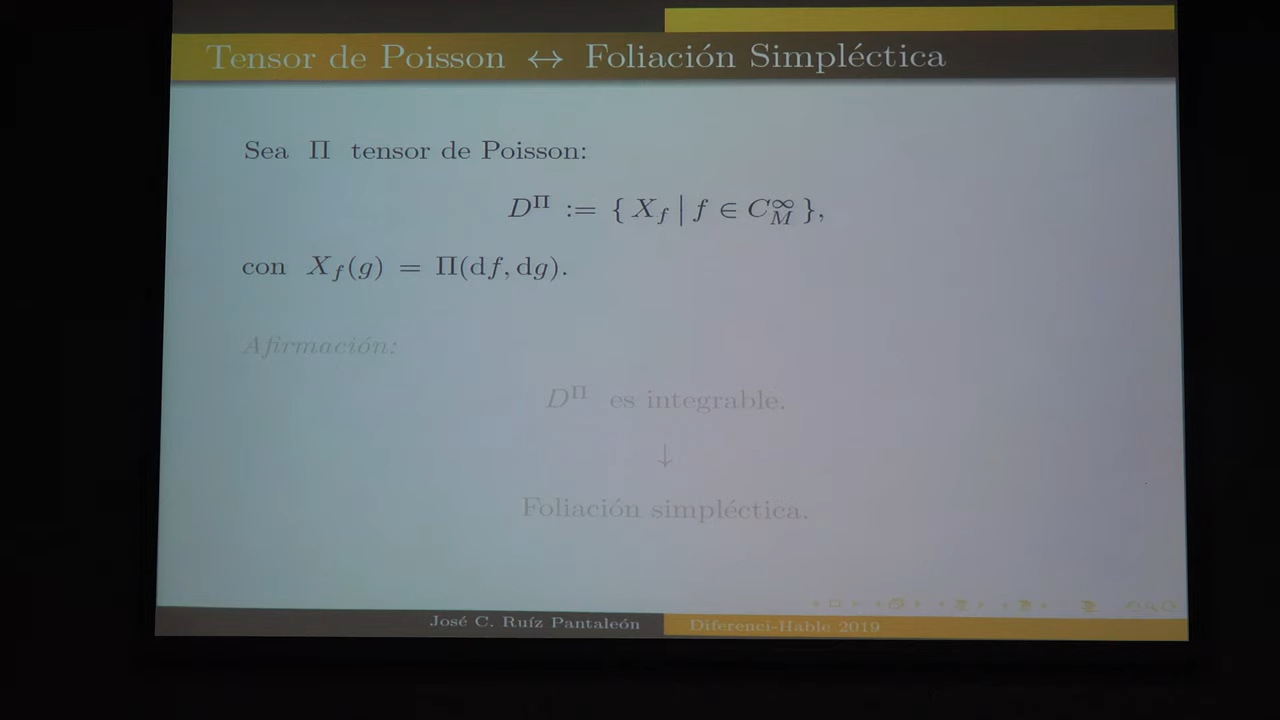 Tensor de Poisson ↔ Foliación Simpléctica
Sea Π tensor de Poisson:
D^Π := { X_f | f ∈ C^∞_M },
con X_f(g) = Π(df, dg).
Afirmación:
D^Π es integrable.
↓
Foliación simpléctica.
José C. Ruíz Pantaleón
Diferenci-Hable 2019